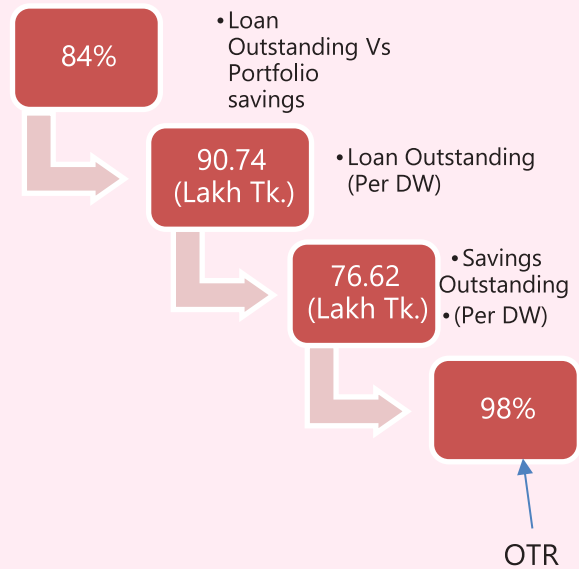 84%
•Loan
Outstanding Vs
Portfolio
savings
90.74
(Lakh Tk.)
•Loan Outstanding
(Per DW)
76.62
(Lakh Tk.)
•Savings
Outstanding
•(Per DW)
98%
OTR